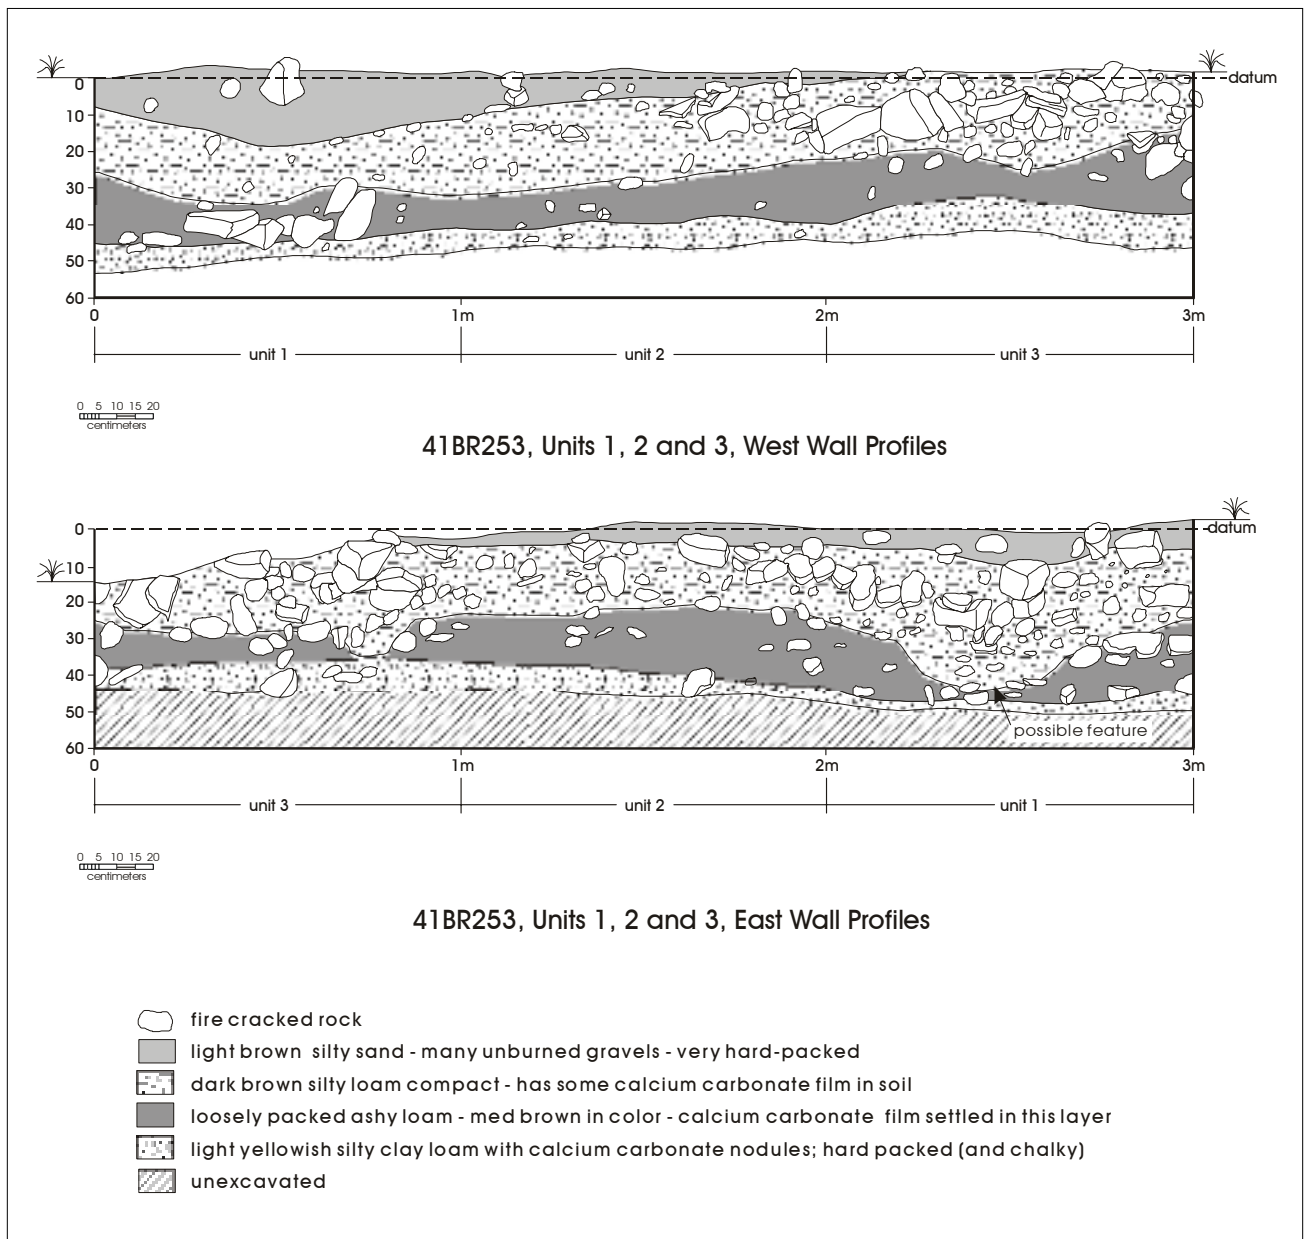 datum
0
10
20
30
40
50
60
0 1m 2m 3m
unit 1 unit 2 unit 3
0 5 10 15 20
centimeters
41BR253, Units 1, 2 and 3, West Wall Profiles
0
datum
10
20
30
40
50
possible feature
60
0 1m 2m 3m
unit 3 unit 2 unit 1
0 5 10 15 20
centimeters
41BR253, Units 1, 2 and 3, East Wall Profiles
fire cracked rock
light brown silty sand - many unburned gravels - very hard-packed
dark brown silty loam compact - has some calcium carbonate film in soil
loosely packed ashy loam - med brown in color - calcium carbonate film settled in this layer
light yellowish silty clay loam with calcium carbonate nodules; hard packed (and chalky)
unexcavated